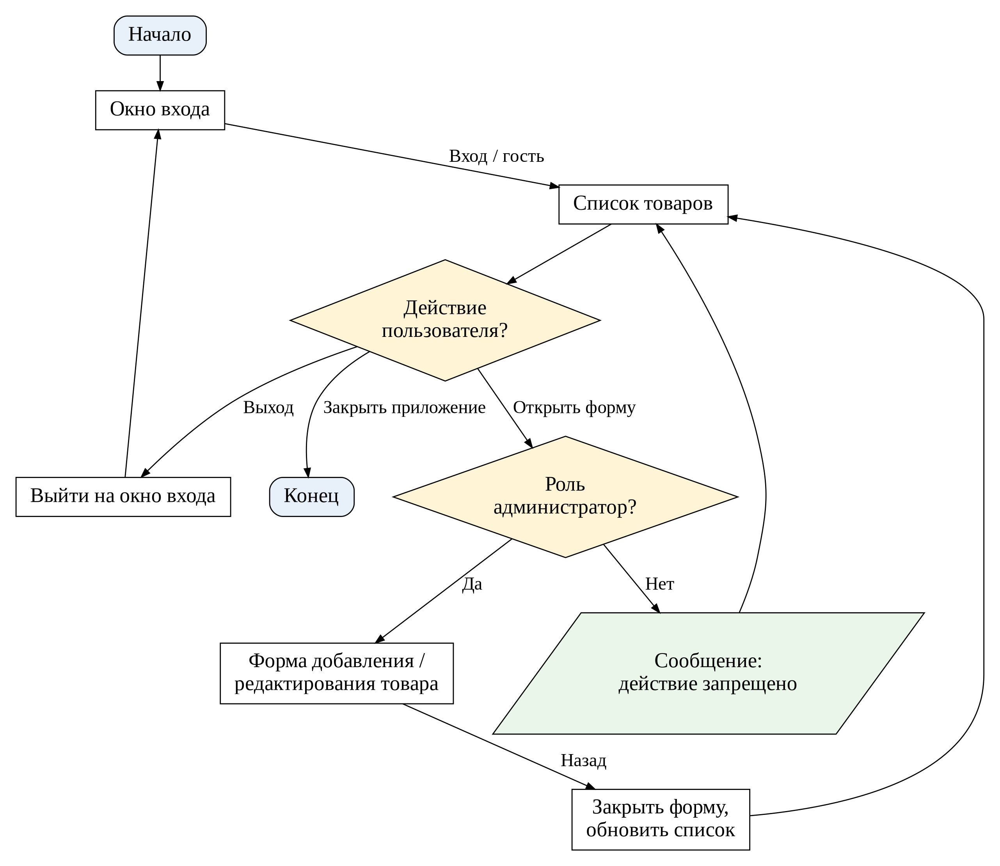 Начало
Окно входа
Вход / гость
Список товаров
Действие
пользователя?
Выход
Закрыть приложение
Открыть форму
Выйти на окно входа
Конец
Роль
администратор?
Да
Нет
Форма добавления /
редактирования товара
Сообщение:
действие запрещено
Назад
Закрыть форму,
обновить список